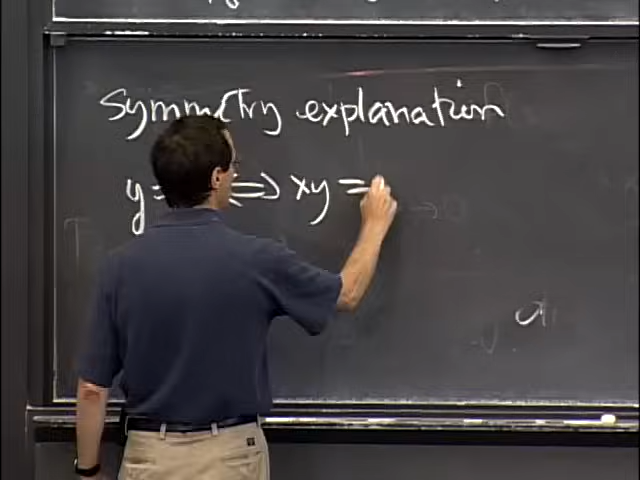 Symmetry explanation
y = ⇔ xy =